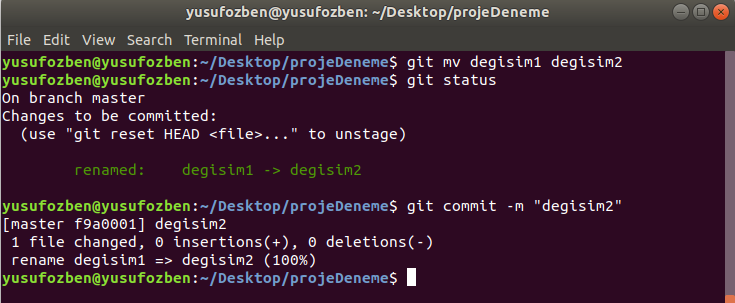 yusufozben@yusufozben: ~/Desktop/projeDeneme
File Edit View Search Terminal Help
yusufozben@yusufozben:~/Desktop/projeDeneme$ git mv degisim1 degisim2
yusufozben@yusufozben:~/Desktop/projeDeneme$ git status
On branch master
Changes to be committed:
  (use "git reset HEAD <file>..." to unstage)
        renamed:    degisim1 -> degisim2
yusufozben@yusufozben:~/Desktop/projeDeneme$ git commit -m "degisim2"
[master f9a0001] degisim2
 1 file changed, 0 insertions(+), 0 deletions(-)
 rename degisim1 => degisim2 (100%)
yusufozben@yusufozben:~/Desktop/projeDeneme$